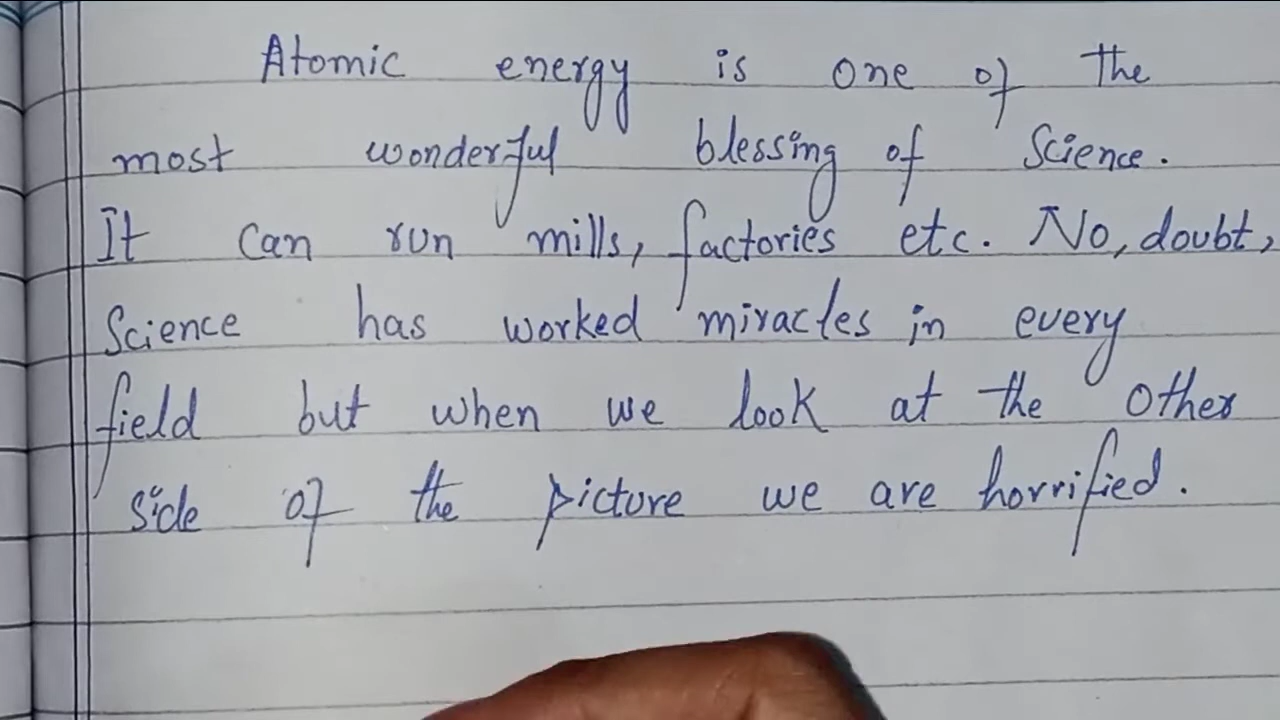 Atomic energy is one of the
most wonderful blessing of Science.
It can run mills, factories etc. No, doubt,
Science has worked miracles in every
field but when we look at the other
side of the picture we are horrified.